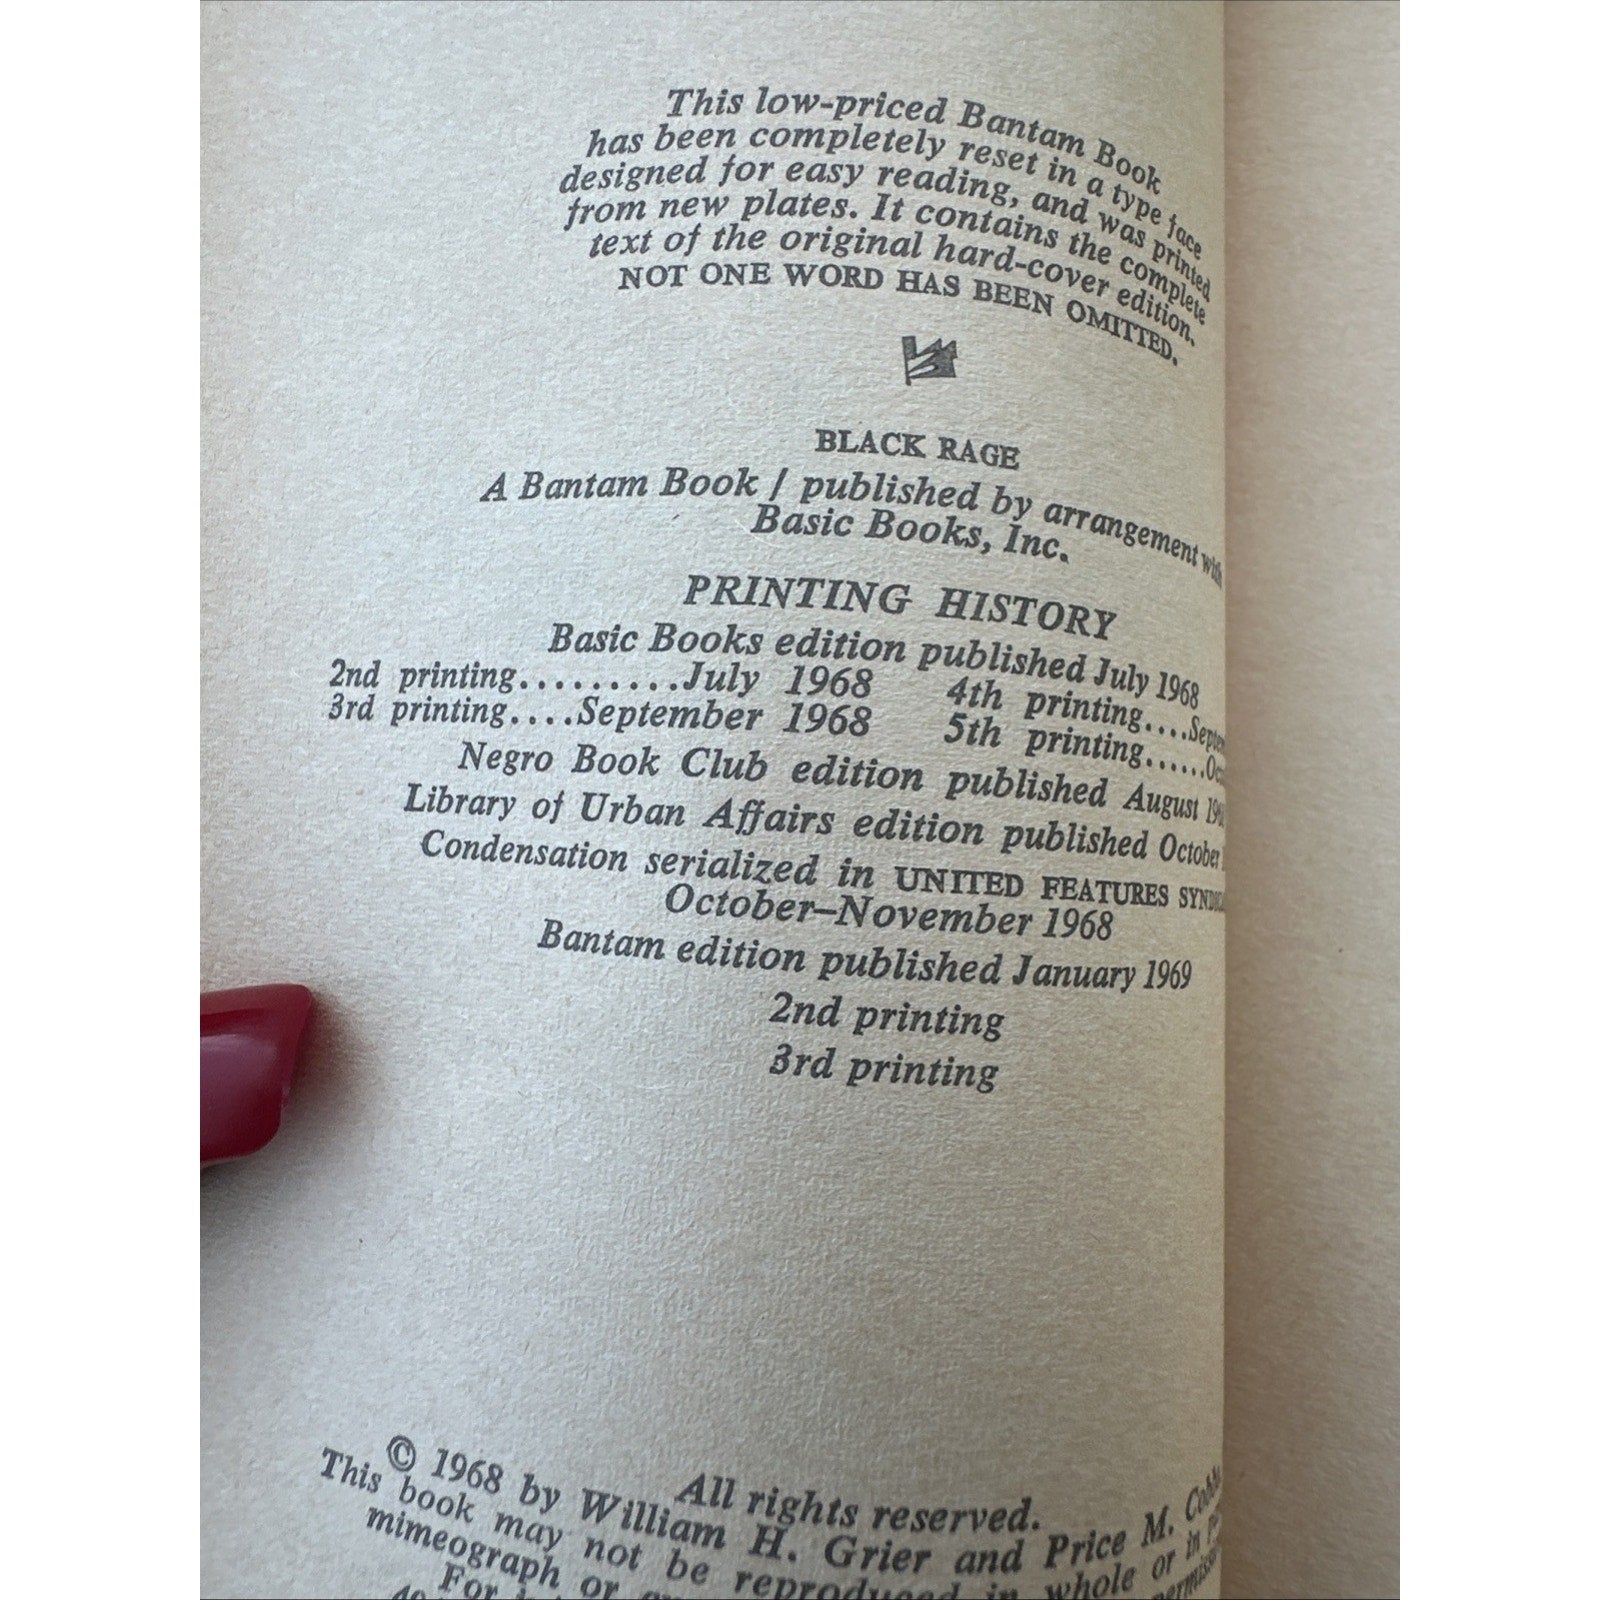 This low-priced Bantam Book
has been completely reset in a type face
designed for easy reading, and was printed
from new plates. It contains the complete
text of the original hard-cover edition.
NOT ONE WORD HAS BEEN OMITTED.
BLACK RAGE
A Bantam Book / published by arrangement with
Basic Books, Inc.
PRINTING HISTORY
Basic Books edition published July 1968
2nd printing.........July 1968 4th printing....
3rd printing....September 1968 5th printing......
Negro Book Club edition published August
Library of Urban Affairs edition published October
Condensation serialized in UNITED FEATURES
October–November 1968
Bantam edition published January 1969
2nd printing
3rd printing
All rights reserved.
© 1968 by William H. Grier and Price M.
This book may not be reproduced in whole or in
mimeograph or
For